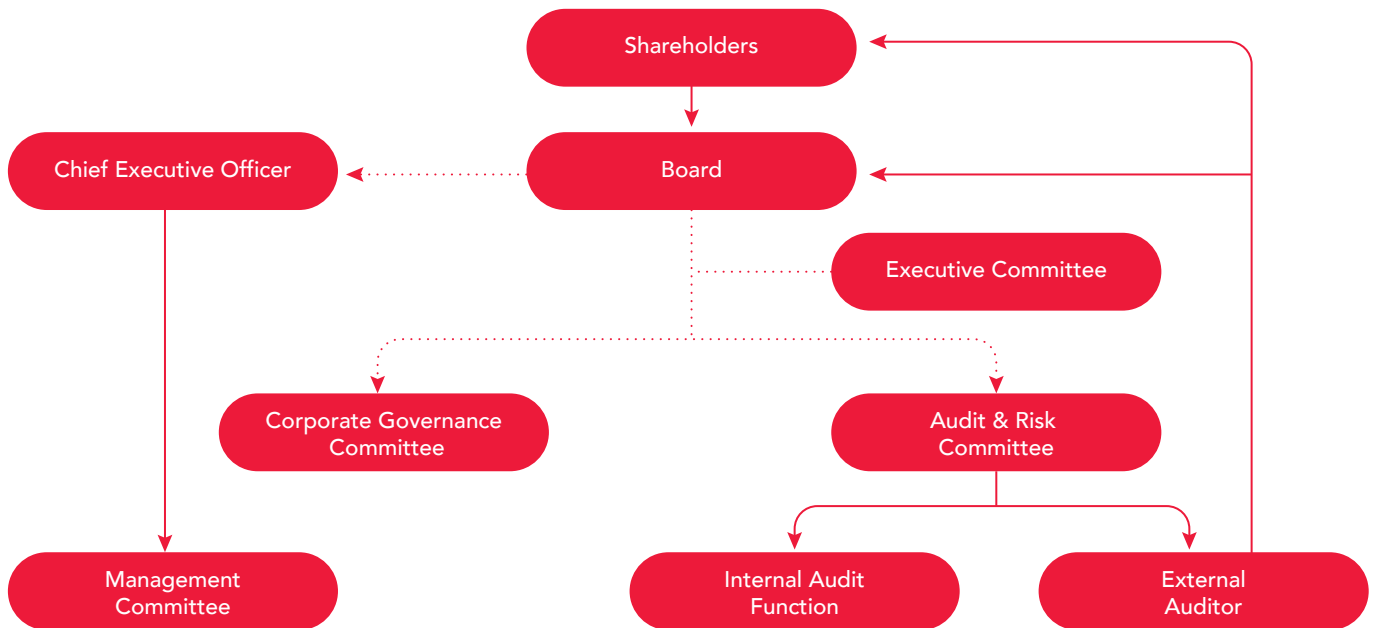 Shareholders
Chief Executive Officer
Board
Executive Committee
Corporate Governance
Committee
Audit & Risk
Committee
Management
Committee
Internal Audit
Function
External
Auditor